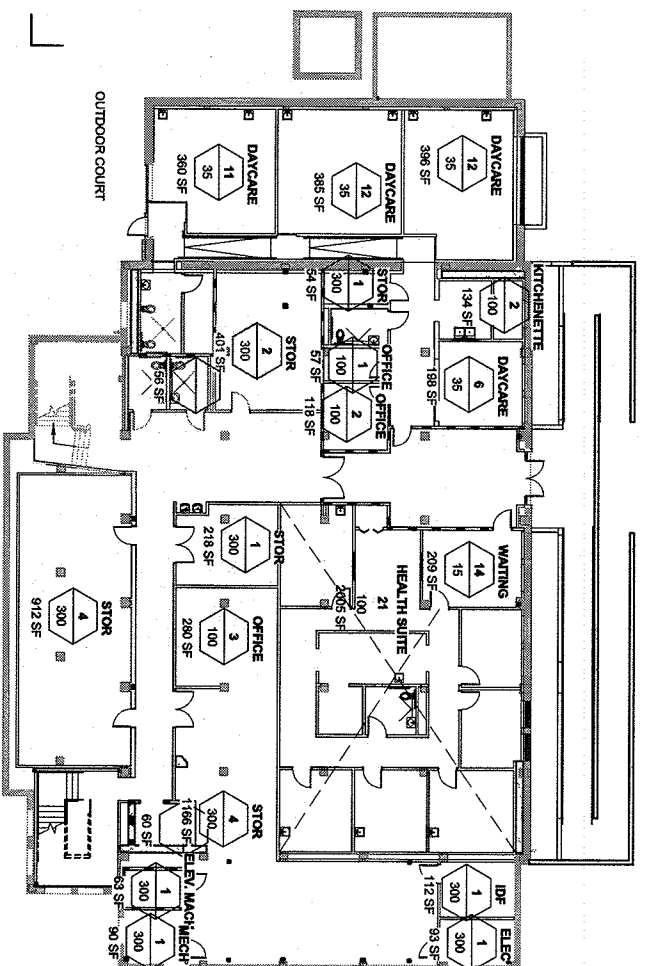 OUTDOOR COURT
DAYCARE
12
35
396 SF
DAYCARE
12
35
385 SF
DAYCARE
11
35
360 SF
KITCHENETTE
2
100
134 SF
DAYCARE
6
35
198 SF
STOR
1
300
54 SF
OFFICE
1
100
57 SF
OFFICE
2
100
118 SF
STOR
2
300
401 SF
56 SF
WAITING
14
15
209 SF
HEALTH SUITE
21
100
2005 SF
STOR
1
300
218 SF
OFFICE
3
100
280 SF
STOR
4
300
912 SF
STOR
4
300
1166 SF
60 SF
IDF
1
300
112 SF
ELEC
1
300
93 SF
ELEV. MACH.
1
300
63 SF
MECH
1
300
90 SF